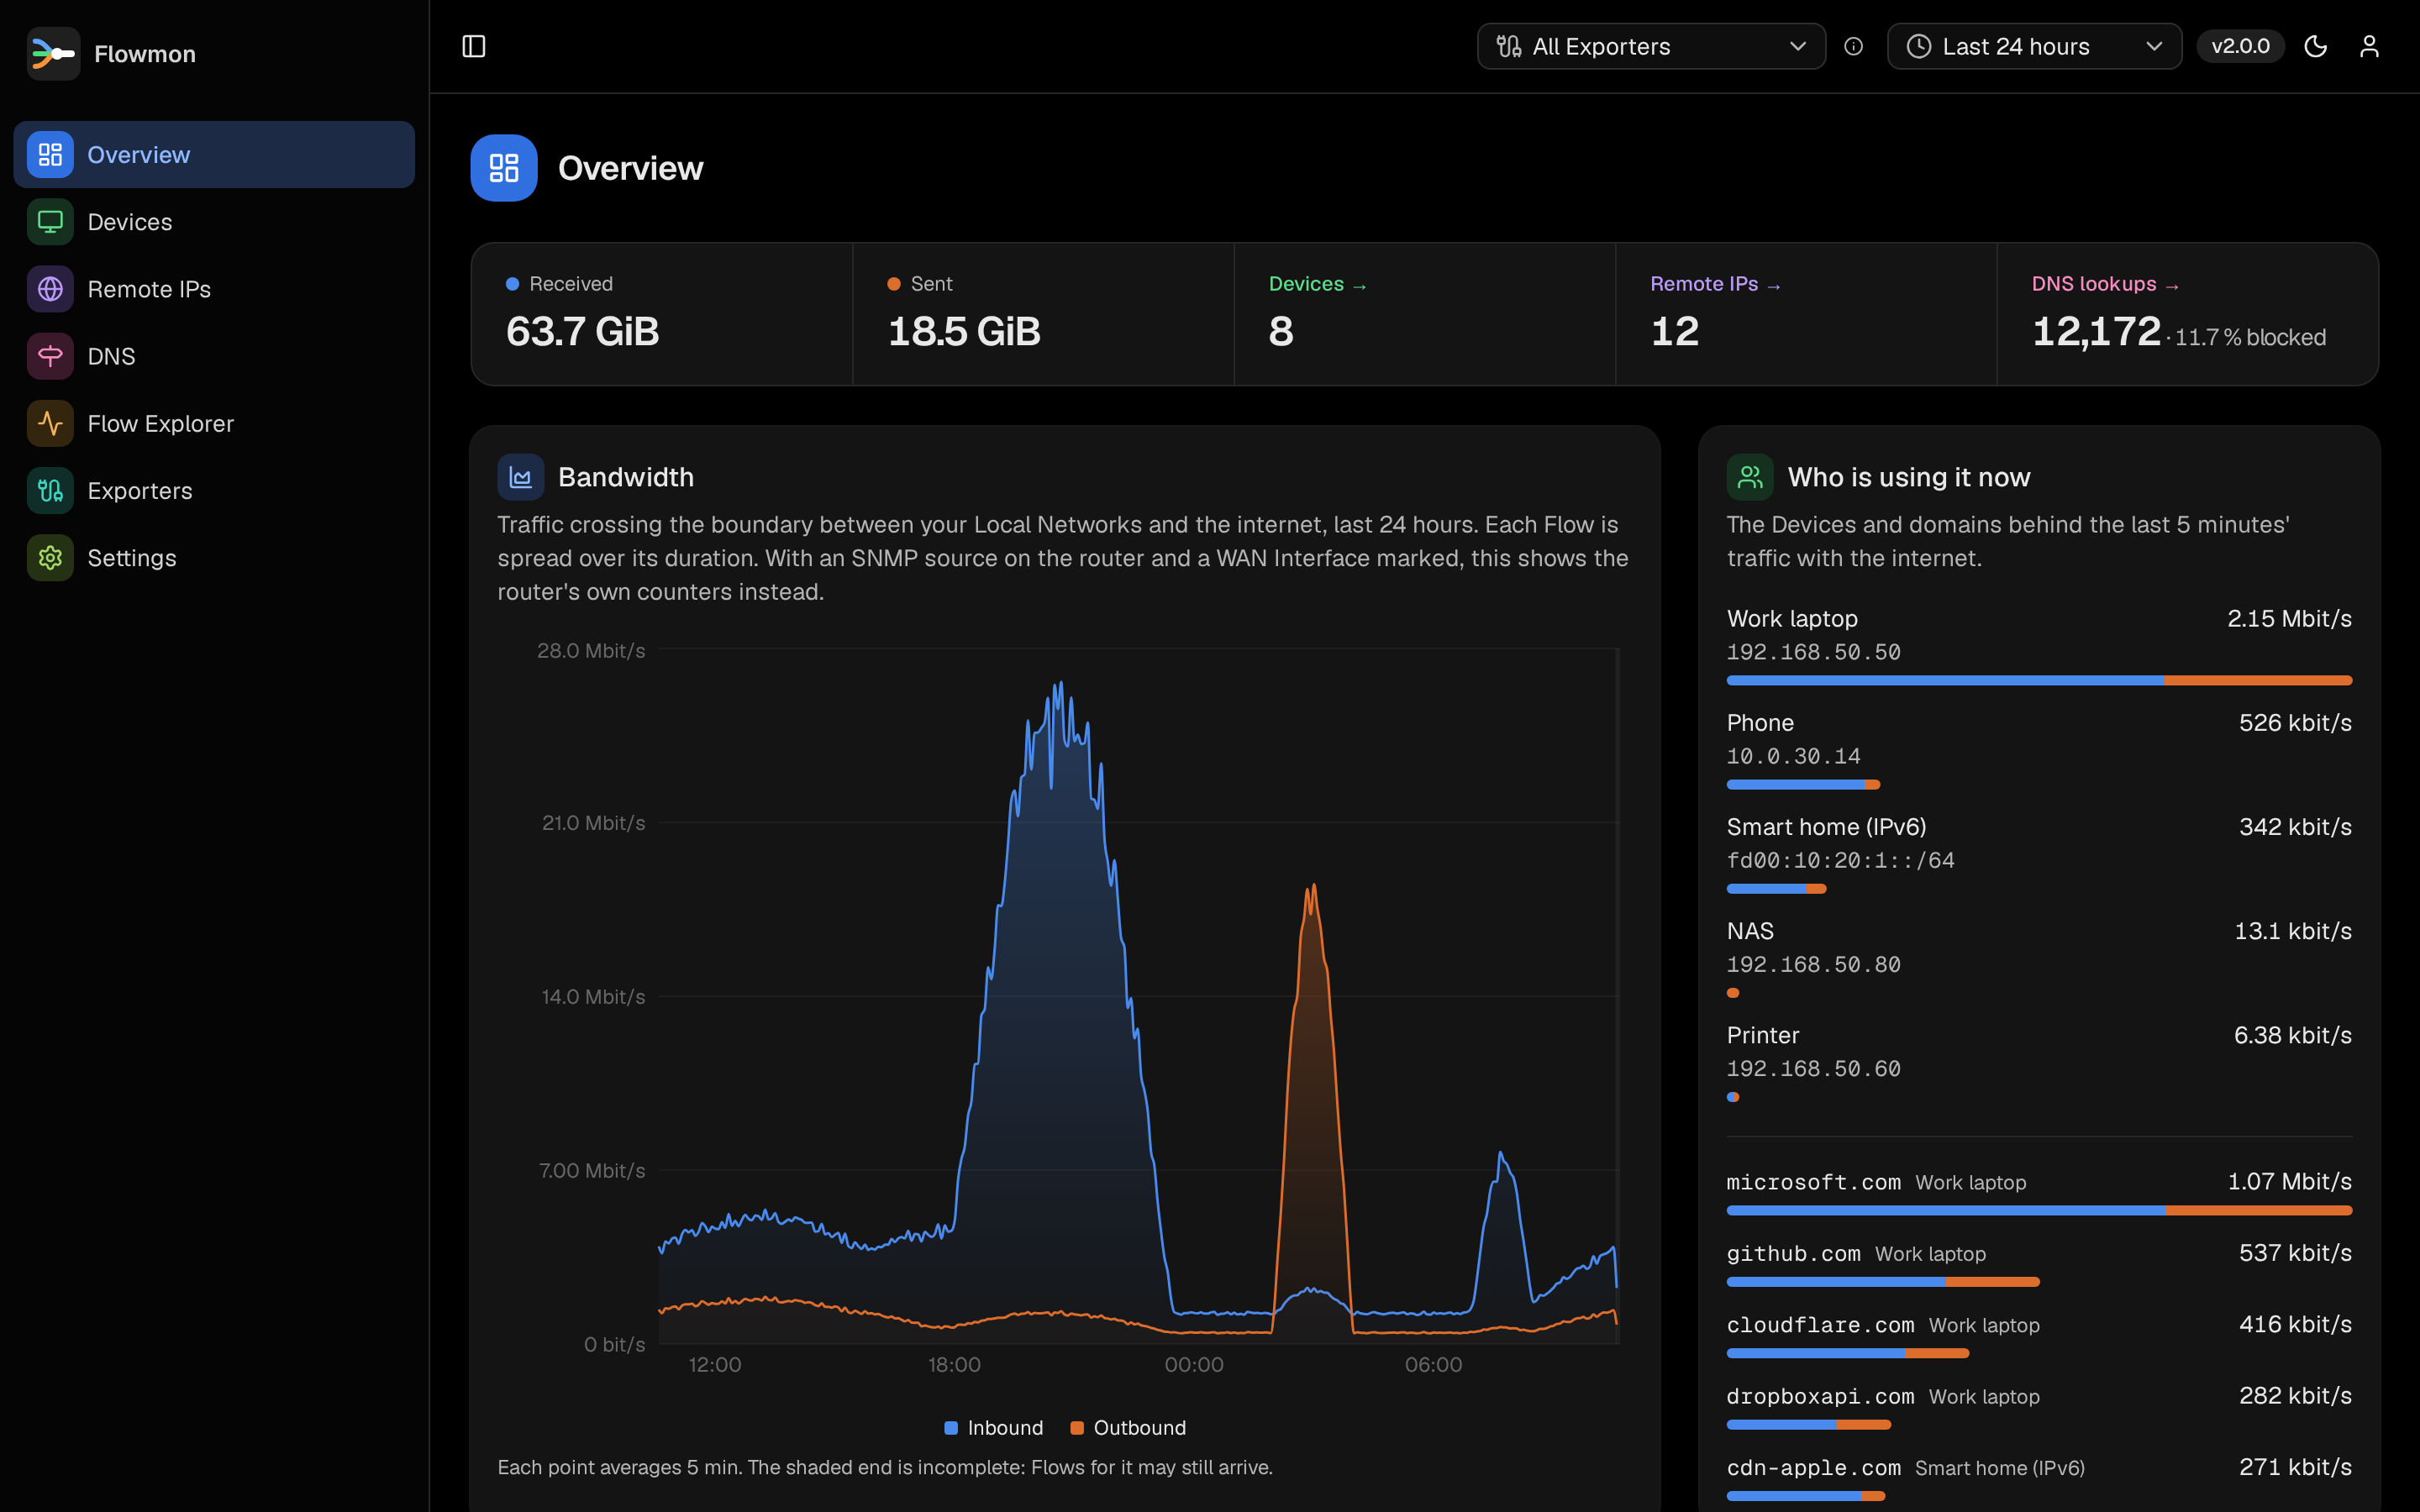 Flowmon
Overview
Devices
Remote IPs
DNS
Flow Explorer
Exporters
Settings
All Exporters
Last 24 hours
v2.0.0
Overview
Received
63.7 GiB
Sent
18.5 GiB
Devices →
8
Remote IPs →
12
DNS lookups →
12,172 · 11.7 % blocked
Bandwidth
Traffic crossing the boundary between your Local Networks and the internet, last 24 hours. Each Flow is
spread over its duration. With an SNMP source on the router and a WAN Interface marked, this shows the
router's own counters instead.
28.0 Mbit/s
21.0 Mbit/s
14.0 Mbit/s
7.00 Mbit/s
0 bit/s
12:00
18:00
00:00
06:00
Inbound
Outbound
Each point averages 5 min. The shaded end is incomplete: Flows for it may still arrive.
Who is using it now
The Devices and domains behind the last 5 minutes'
traffic with the internet.
Work laptop 2.15 Mbit/s
192.168.50.50
Phone 526 kbit/s
10.0.30.14
Smart home (IPv6) 342 kbit/s
fd00:10:20:1::/64
NAS 13.1 kbit/s
192.168.50.80
Printer 6.38 kbit/s
192.168.50.60
microsoft.com Work laptop 1.07 Mbit/s
github.com Work laptop 537 kbit/s
cloudflare.com Work laptop 416 kbit/s
dropboxapi.com Work laptop 282 kbit/s
cdn-apple.com Smart home (IPv6) 271 kbit/s